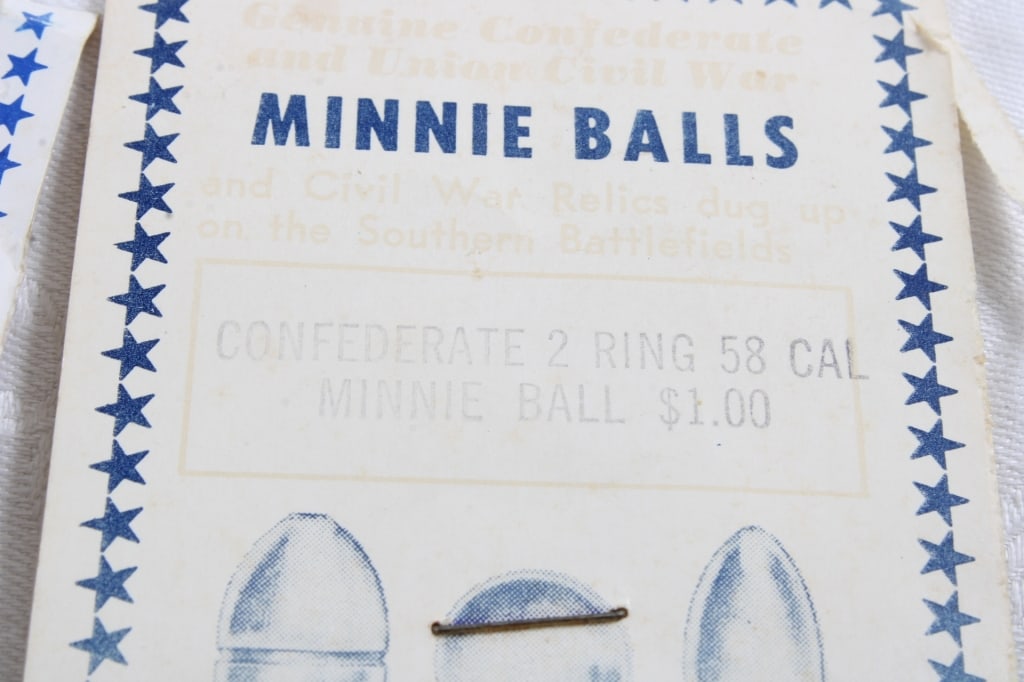 Genuine Confederate
and Union Civil War
MINNIE BALLS
and Civil War Relics dug up
on the Southern Battlefields
CONFEDERATE 2 RING 58 CAL
MINNIE BALL $1.00